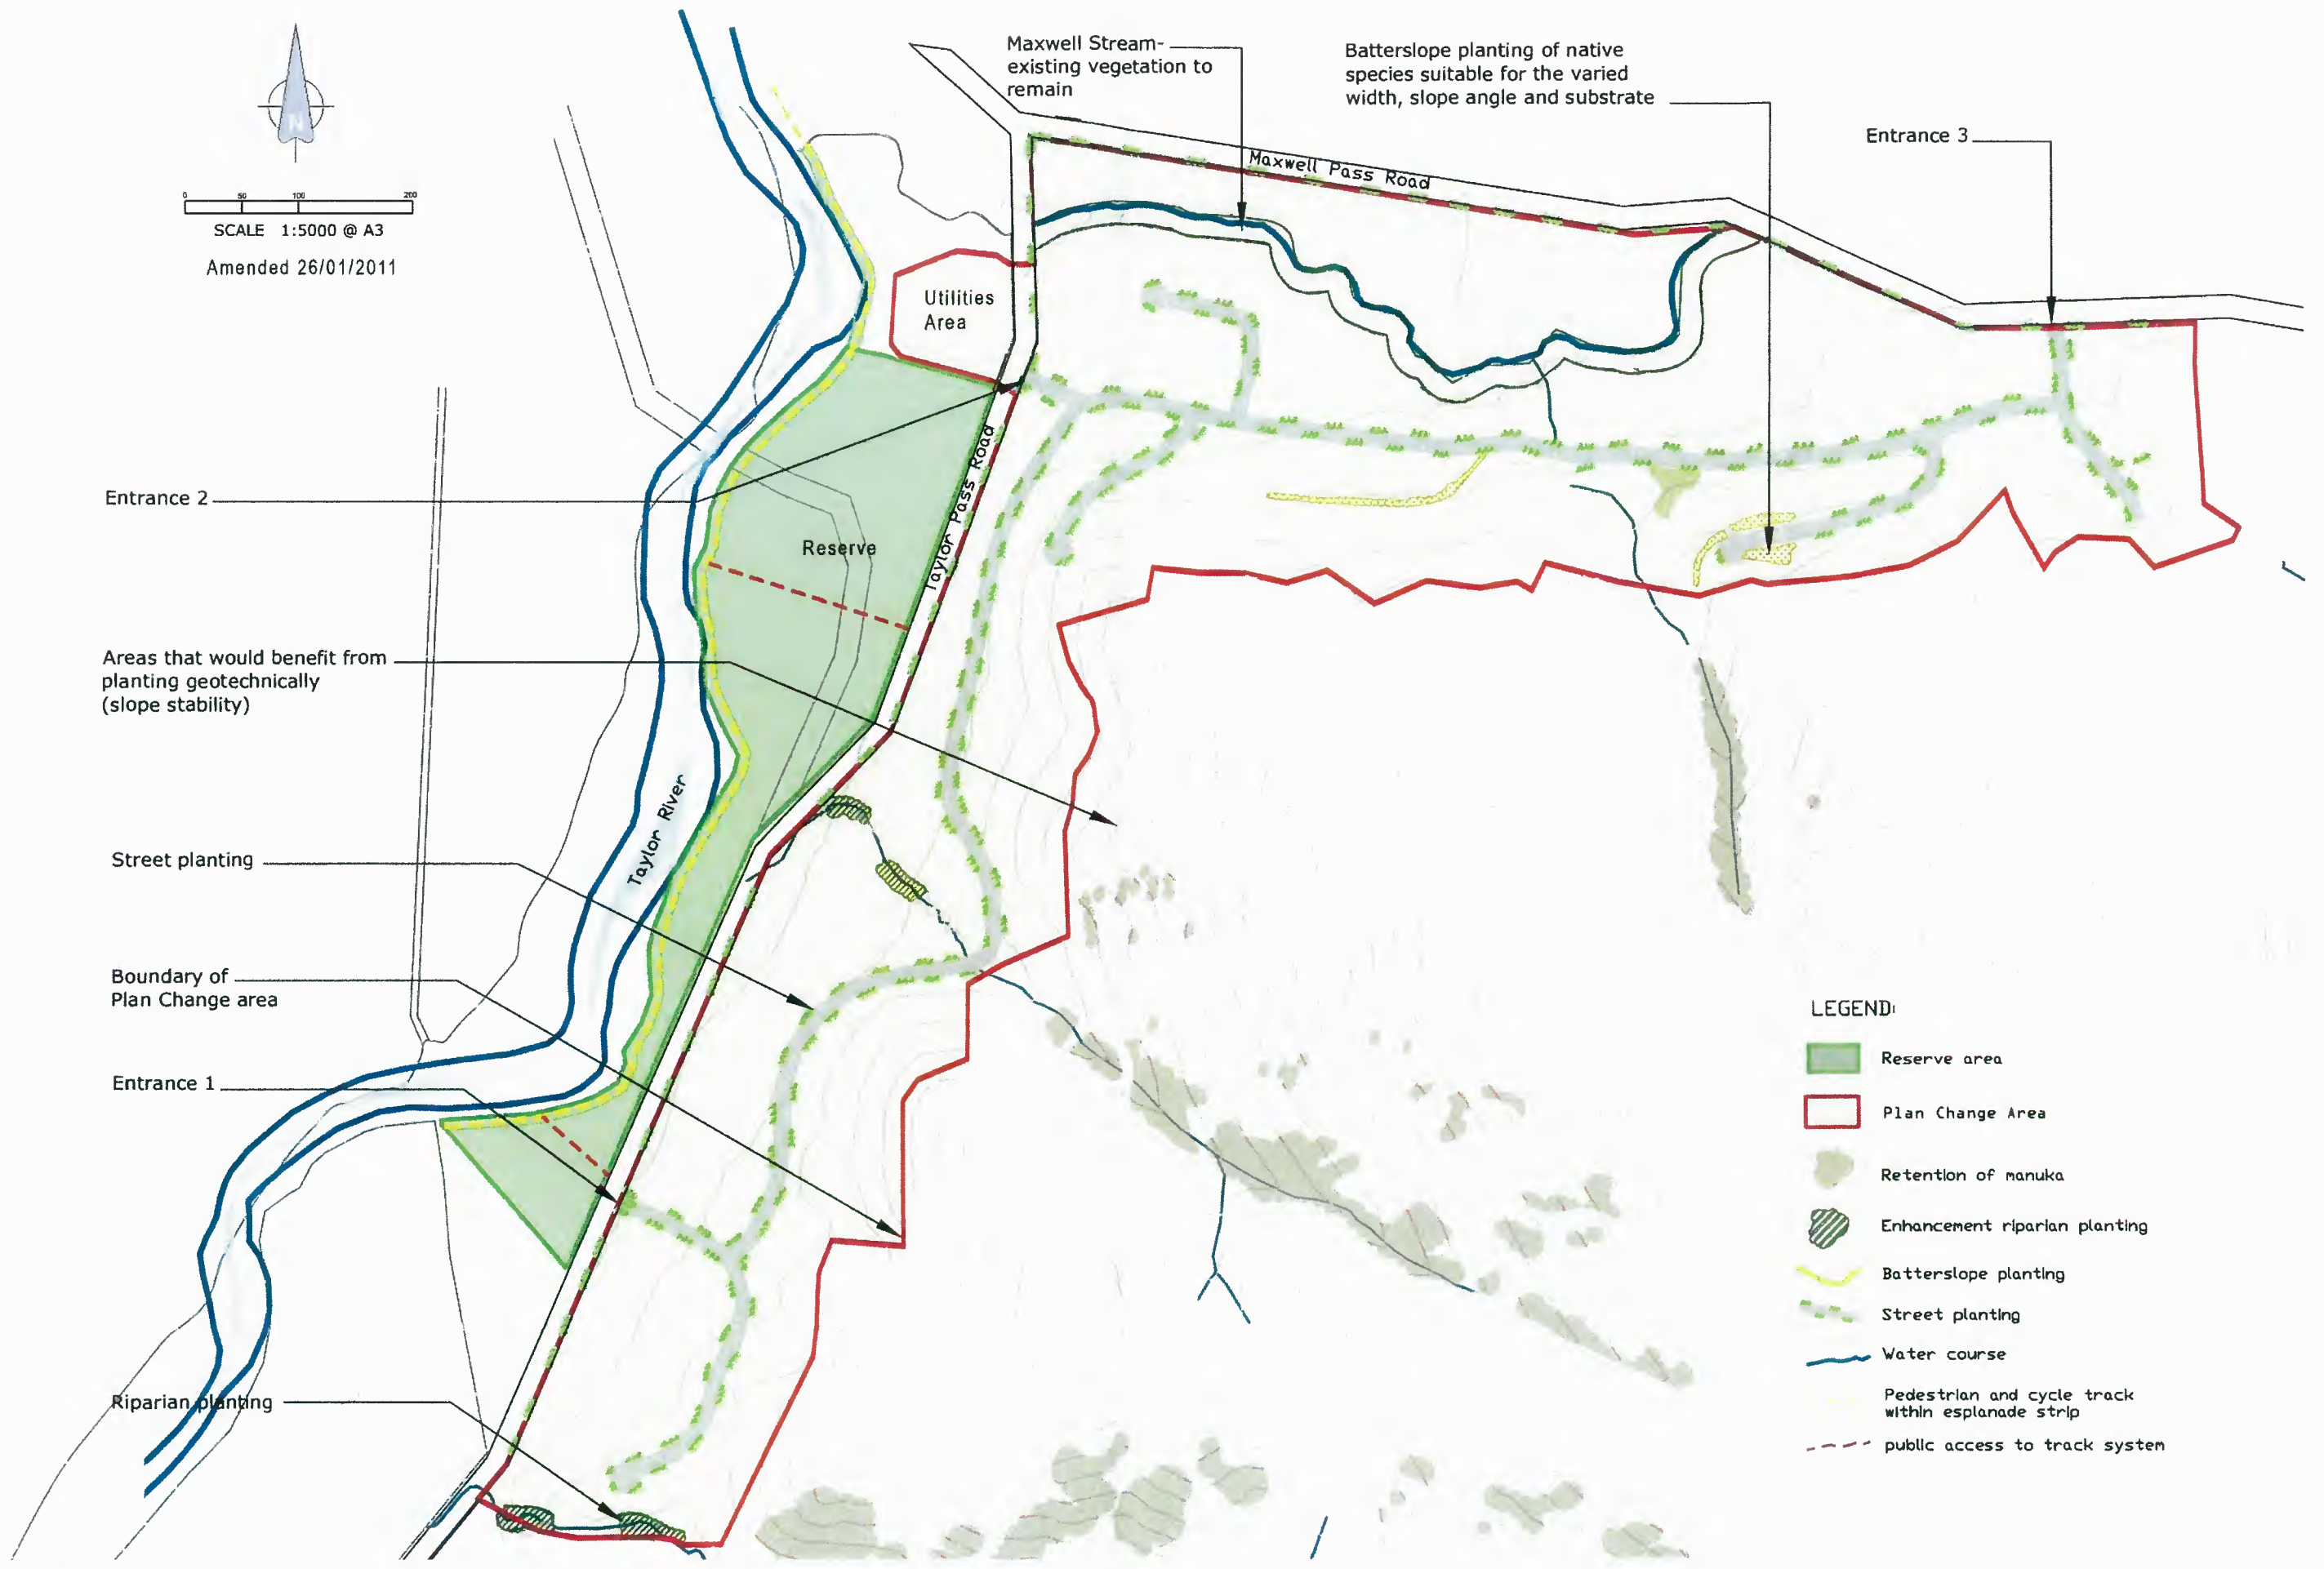 N
0 50 100 200
SCALE 1:5000 @ A3
Amended 26/01/2011
Maxwell Stream-
existing vegetation to
remain
Batterslope planting of native
species suitable for the varied
width, slope angle and substrate
Entrance 3
Maxwell Pass Road
Utilities
Area
Entrance 2
Taylor Pass Road
Reserve
Areas that would benefit from
planting geotechnically
(slope stability)
Taylor River
Street planting
Boundary of
Plan Change area
Entrance 1
Riparian planting
LEGEND:
Reserve area
Plan Change Area
Retention of manuka
Enhancement riparian planting
Batterslope planting
Street planting
Water course
Pedestrian and cycle track
within esplanade strip
public access to track system